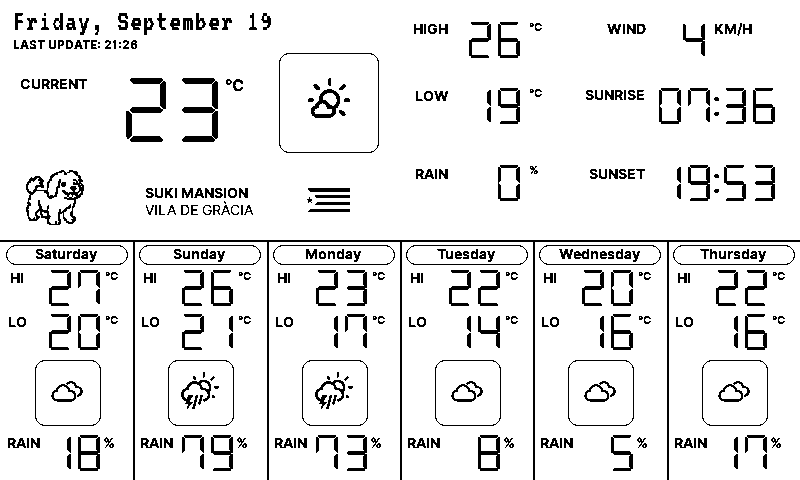 Friday, September 19
LAST UPDATE: 21:26
CURRENT 23 °C
HIGH 26 °C
LOW 19 °C
RAIN 0 %
WIND 4 KM/H
SUNRISE 07:36
SUNSET 19:53
SUKI MANSION
VILA DE GRÀCIA
Saturday
HI 27 °C
LO 20 °C
RAIN 18 %
Sunday
HI 26 °C
LO 21 °C
RAIN 79 %
Monday
HI 23 °C
LO 17 °C
RAIN 73 %
Tuesday
HI 22 °C
LO 14 °C
RAIN 8 %
Wednesday
HI 20 °C
LO 16 °C
RAIN 5 %
Thursday
HI 22 °C
LO 16 °C
RAIN 17 %